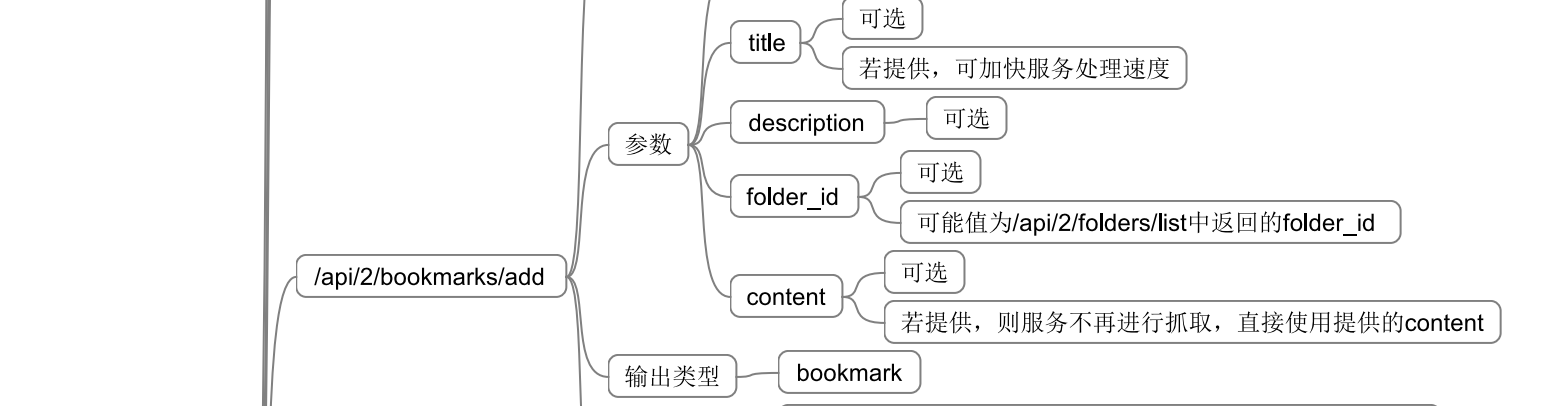 可选
title
若提供，可加快服务处理速度
description
可选
参数
可选
folder_id
可能值为/api/2/folders/list中返回的folder_id
可选
/api/2/bookmarks/add
content
若提供，则服务不再进行抓取，直接使用提供的content
输出类型
bookmark